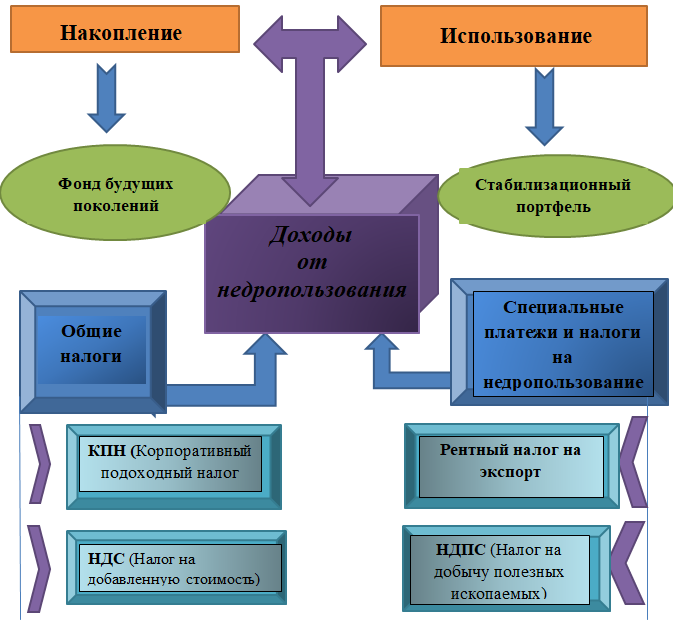 Накопление
Использование
Фонд будущих
поколений
Стабилизационный
портфель
Доходы
от
недропользования
Общие
налоги
Специальные
платежи и налоги
на
недропользование
КПН (Корпоративный
подоходный налог
Рентный налог на
экспорт
НДС (Налог на
добавленную стоимость)
НДПС (Налог на
добычу полезных
ископаемых)